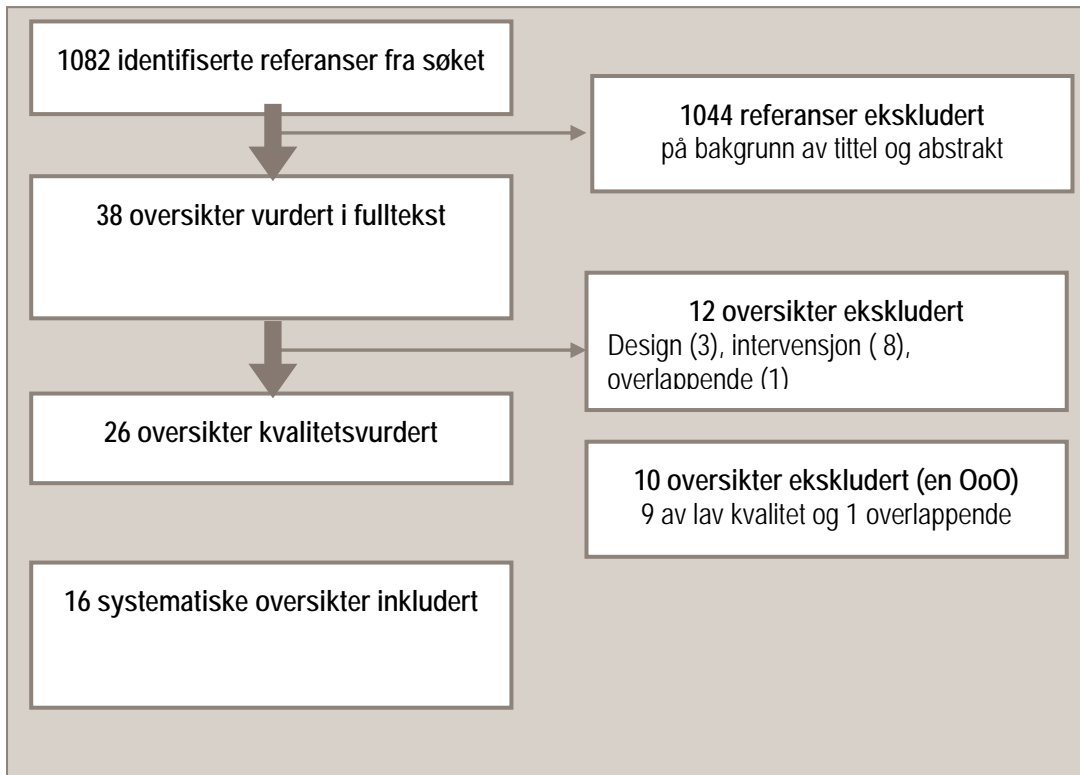 1082 identifiserte referanser fra søket
1044 referanser ekskludert
på bakgrunn av tittel og abstrakt
38 oversikter vurdert i fulltekst
12 oversikter ekskludert
Design (3), intervensjon ( 8),
overlappende (1)
26 oversikter kvalitetsvurdert
10 oversikter ekskludert (en OoO)
9 av lav kvalitet og 1 overlappende
16 systematiske oversikter inkludert